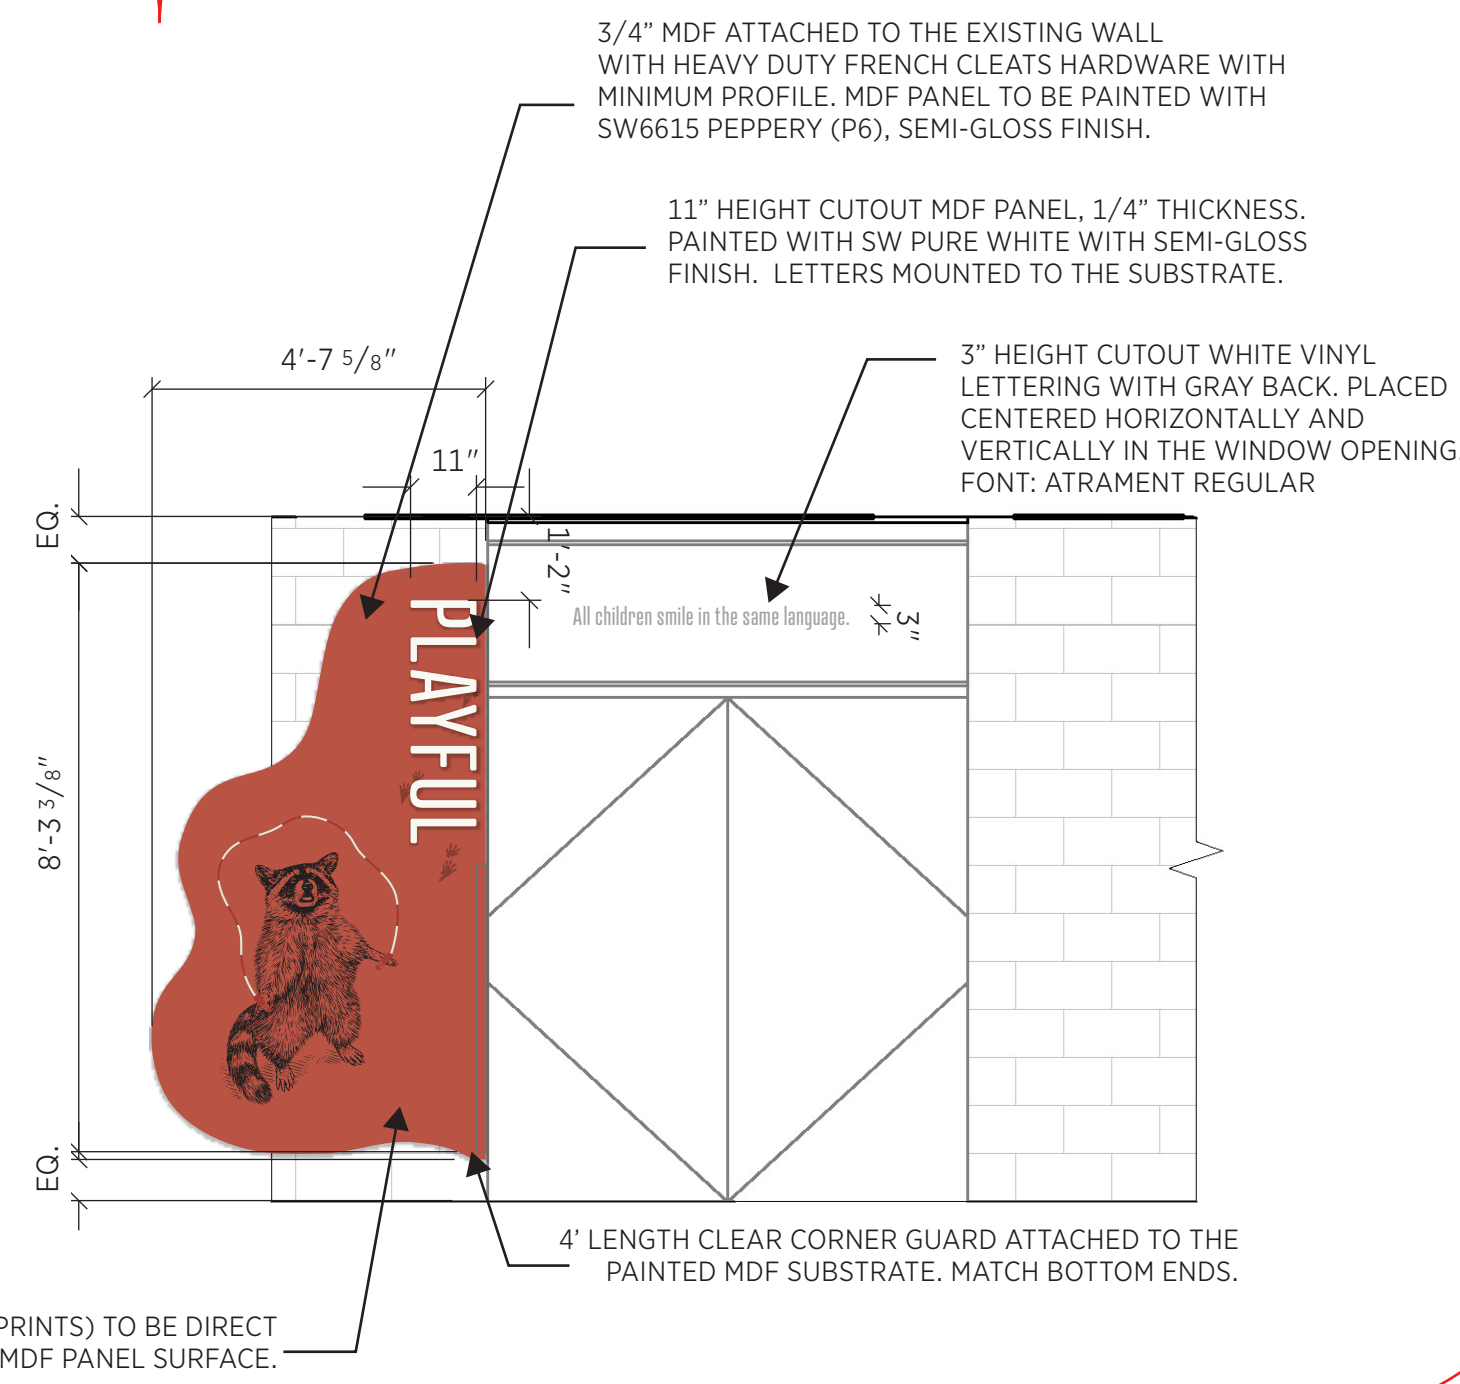 3/4” MDF ATTACHED TO THE EXISTING WALL
WITH HEAVY DUTY FRENCH CLEATS HARDWARE WITH
MINIMUM PROFILE. MDF PANEL TO BE PAINTED WITH
SW6615 PEPPERY (P6), SEMI-GLOSS FINISH.
11” HEIGHT CUTOUT MDF PANEL, 1/4” THICKNESS.
PAINTED WITH SW PURE WHITE WITH SEMI-GLOSS
FINISH. LETTERS MOUNTED TO THE SUBSTRATE.
3” HEIGHT CUTOUT WHITE VINYL
LETTERING WITH GRAY BACK. PLACED
CENTERED HORIZONTALLY AND
VERTICALLY IN THE WINDOW OPENING.
FONT: ATRAMENT REGULAR
4'-7 5/8"
11"
EQ.
1'-2"
All children smile in the same language.
3"
PLAYFUL
8'-3 3/8"
EQ.
4’ LENGTH CLEAR CORNER GUARD ATTACHED TO THE
PAINTED MDF SUBSTRATE. MATCH BOTTOM ENDS.
PRINTS) TO BE DIRECT
MDF PANEL SURFACE.